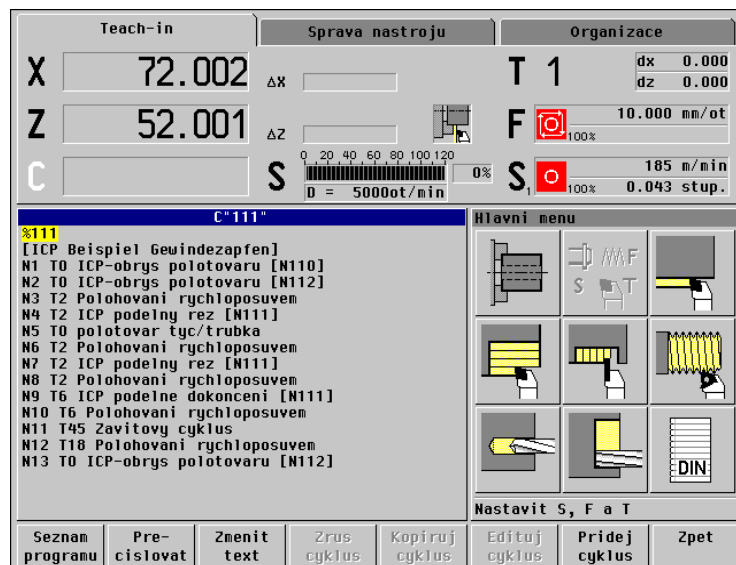 Teach-in Sprava nastroju Organizace
X 72.002 ΔX T 1 dx 0.000
dz 0.000
Z 52.001 ΔZ F 100% 10.000 mm/ot
C S 0 20 40 60 80 100 120 0% D = 5000ot/min S1 100% 185 m/min
0.043 stup.
C"111"
%111
[ICP Beispiel Gewindezapfen]
N1 T0 ICP-obrys polotovaru [N110]
N2 T0 ICP-obrys polotovaru [N112]
N3 T2 Polohovani rychloposuvem
N4 T2 ICP podelny rez [N111]
N5 T0 polotovar tyc/trubka
N6 T2 Polohovani rychloposuvem
N7 T2 ICP podelny rez [N111]
N8 T2 Polohovani rychloposuvem
N9 T6 ICP podelne dokonceni [N111]
N10 T6 Polohovani rychloposuvem
N11 T45 Zavitovy cyklus
N12 T18 Polohovani rychloposuvem
N13 T0 ICP-obrys polotovaru [N112]
Hlavni menu
F
S T
DIN
Nastavit S, F a T
Seznam Pre- Zmenit Zrus Kopiruj Edituj Pridej Zpet
programu cislovat text cyklus cyklus cyklus cyklus